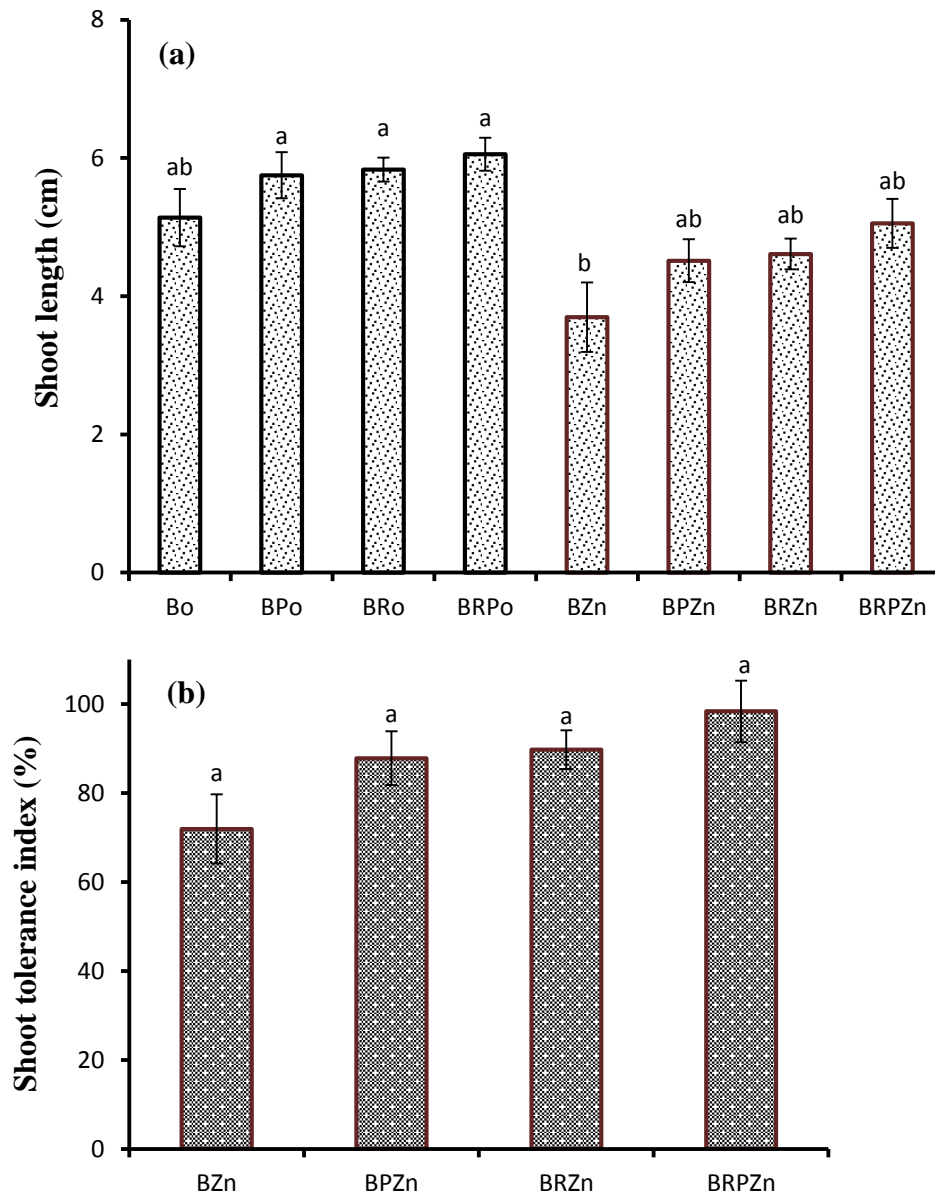 (a)
Shoot length (cm)
8
6
4
2
0
ab
a
a
a
b
ab
ab
ab
Bo BPo BRo BRPo BZn BPZn BRZn BRPZn
(b)
Shoot tolerance index (%)
100
80
60
40
20
0
a
a
a
a
BZn BPZn BRZn BRPZn